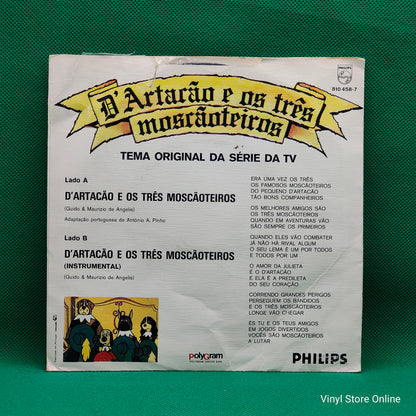 PHILIPS
810 458-7
D'Artacão e os três
moscãoteiros
TEMA ORIGINAL DA SÉRIE DA TV
Lado A
D'ARTACÃO E OS TRÊS MOSCÃOTEIROS
(Guido & Maurizio de Angelis)
Adaptação portuguesa de António A. Pinho
Lado B
D'ARTACÃO E OS TRÊS MOSCÃOTEIROS
(INSTRUMENTAL)
(Guido & Maurizio de Angelis)
ERA UMA VEZ OS TRÊS
OS FAMOSOS MOSCÃOTEIROS
DO PEQUENO D'ARTACÃO
TÃO BONS COMPANHEIROS
OS MELHORES AMIGOS SÃO
OS TRÊS MOSCÃOTEIROS
QUANDO EM AVENTURAS VÃO
SÃO SEMPRE OS PRIMEIROS
QUANDO ELES VÃO COMBATER
JÁ NÃO HÁ RIVAL ALGUM
O SEU LEMA É UM POR TODOS
E TODOS POR UM
O AMOR DA JULIETA
É O D'ARTACÃO
E ELA É A PREDILETA
DO SEU CORAÇÃO
CORRENDO GRANDES PERIGOS
PERSEGUEM OS BANDIDOS
E OS TRÊS MOSCÃOTEIROS
LONGE VÃO CHEGAR
ÉS TU E OS TEUS AMIGOS
EM JOGOS DIVERTIDOS
VOCÊS SÃO MOSCÃOTEIROS
A LUTAR
polygram
PHILIPS
Vinyl Store Online